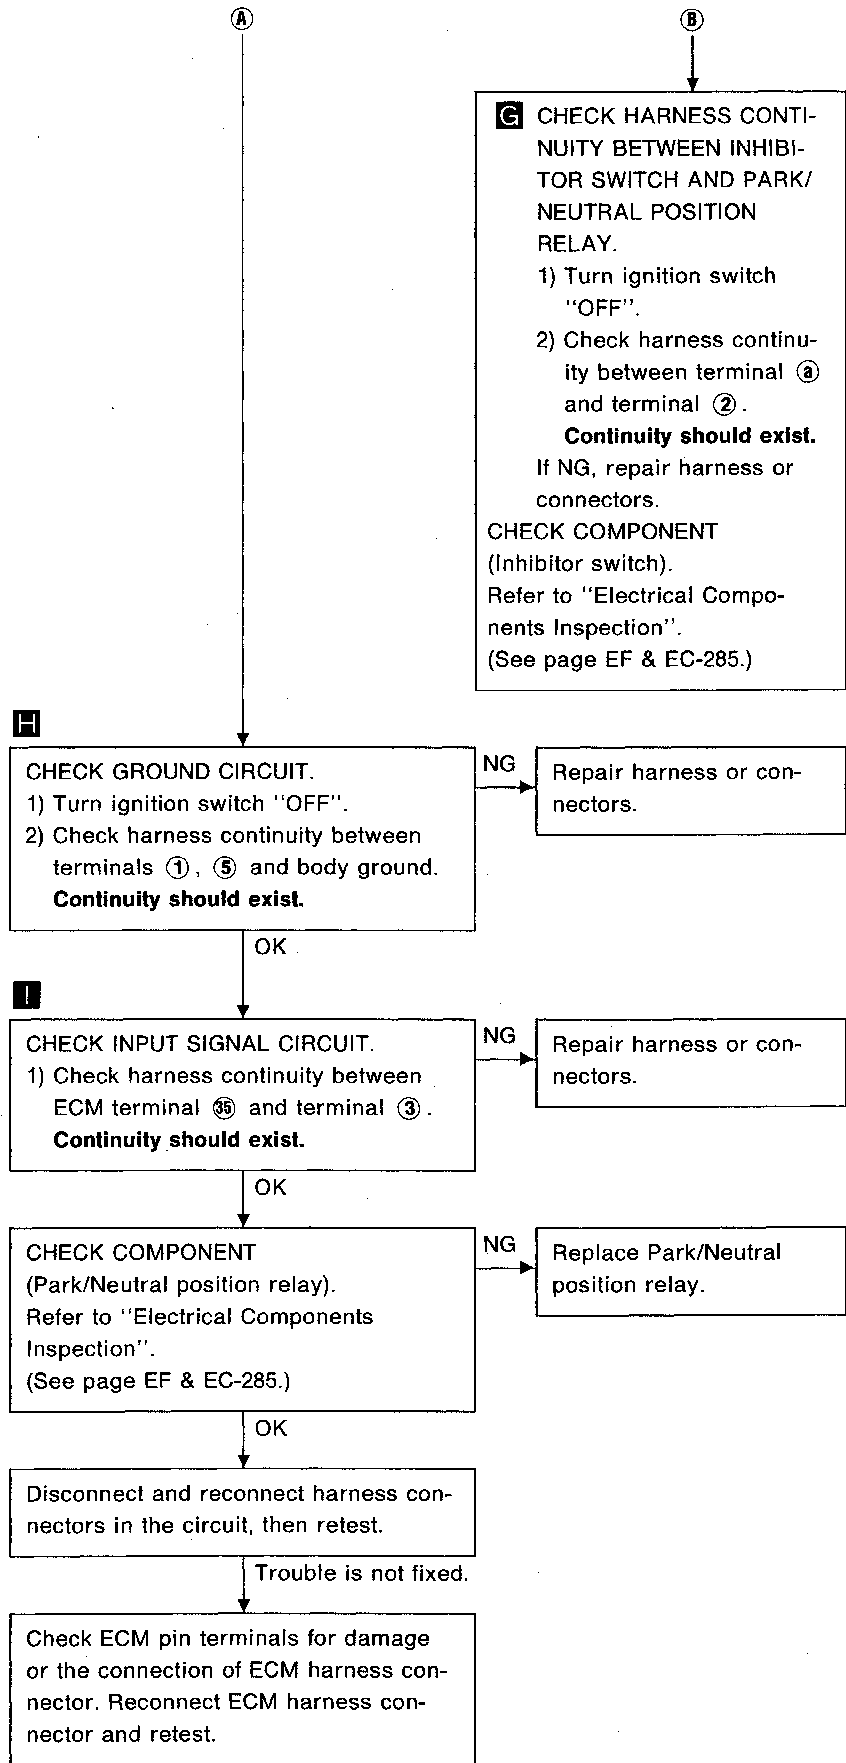 Ⓐ
Ⓑ
G CHECK HARNESS CONTI-
NUITY BETWEEN INHIBI-
TOR SWITCH AND PARK/
NEUTRAL POSITION
RELAY.
1) Turn ignition switch
"OFF".
2) Check harness continu-
ity between terminal ⓐ
and terminal ②.
Continuity should exist.
If NG, repair harness or
connectors.
CHECK COMPONENT
(Inhibitor switch).
Refer to "Electrical Compo-
nents Inspection".
(See page EF & EC-285.)
H
CHECK GROUND CIRCUIT.
1) Turn ignition switch "OFF".
2) Check harness continuity between
terminals ①, ⑤ and body ground.
Continuity should exist.
NG
Repair harness or con-
nectors.
OK
I
CHECK INPUT SIGNAL CIRCUIT.
1) Check harness continuity between
ECM terminal ㉟ and terminal ③.
Continuity should exist.
NG
Repair harness or con-
nectors.
OK
CHECK COMPONENT
(Park/Neutral position relay).
Refer to "Electrical Components
Inspection".
(See page EF & EC-285.)
NG
Replace Park/Neutral
position relay.
OK
Disconnect and reconnect harness con-
nectors in the circuit, then retest.
Trouble is not fixed.
Check ECM pin terminals for damage
or the connection of ECM harness con-
nector. Reconnect ECM harness con-
nector and retest.